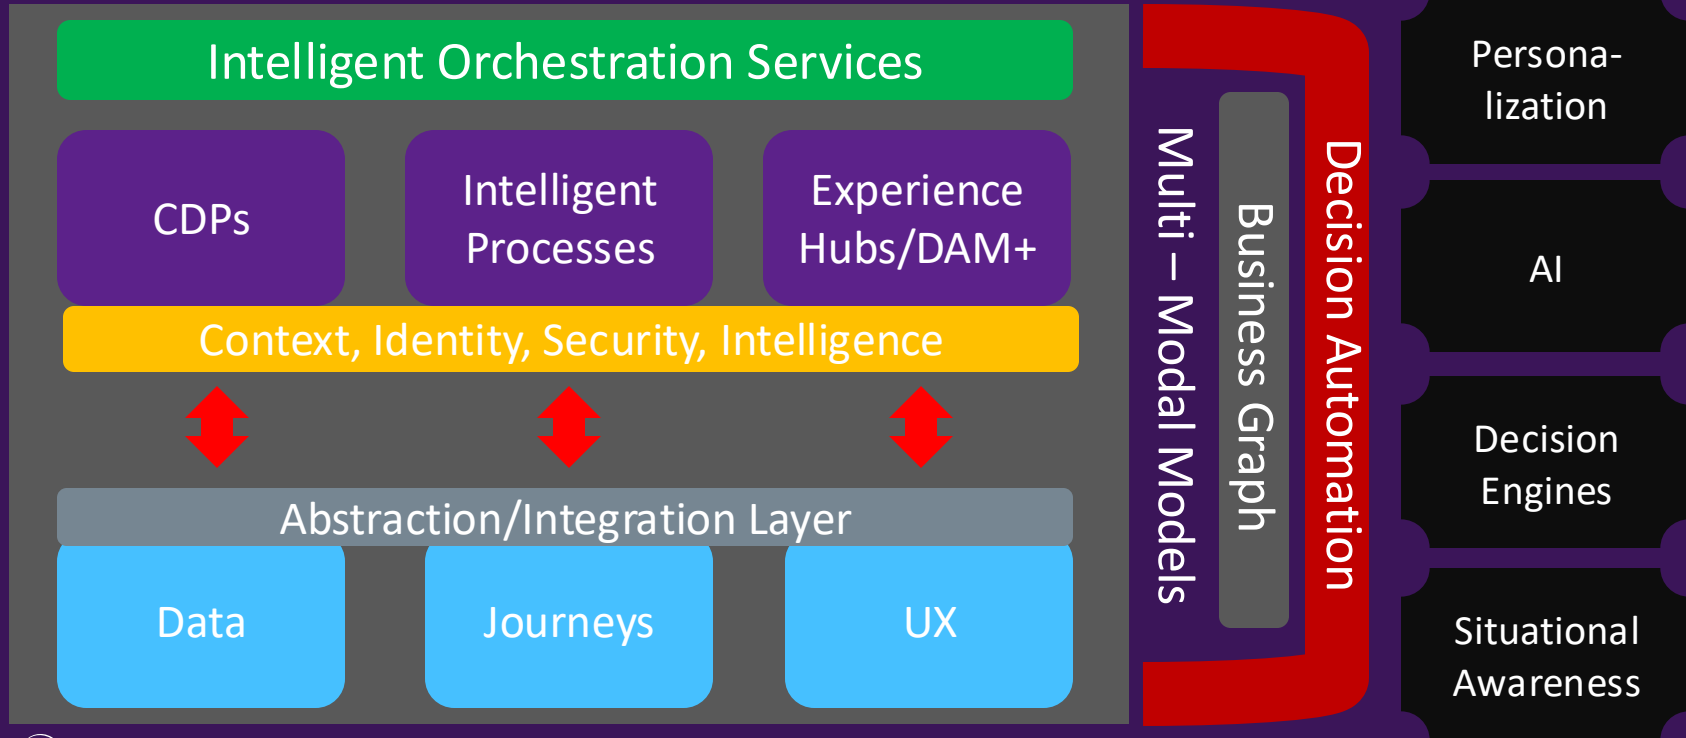 Intelligent Orchestration Services
CDPs
Intelligent
Processes
Experience
Hubs/DAM+
Context, Identity, Security, Intelligence
Abstraction/Integration Layer
Data
Journeys
UX
Multi – Modal Models
Business Graph
Decision Automation
Persona-
lization
AI
Decision
Engines
Situational
Awareness